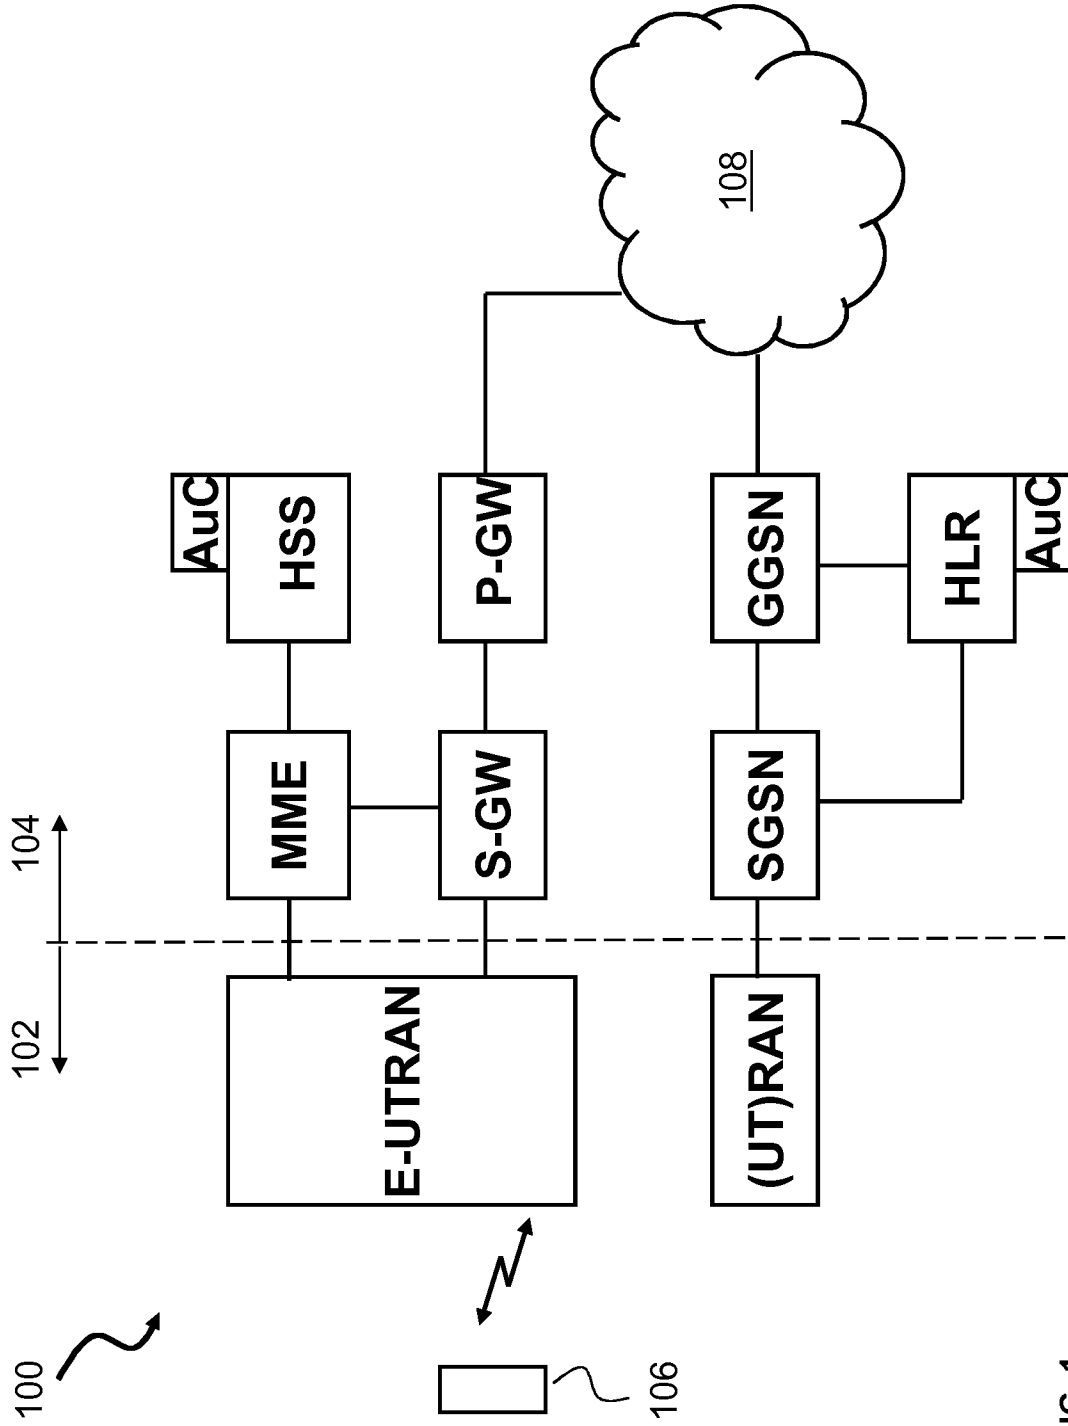 100
102
104
AuC
HSS
MME
E-UTRAN
P-GW
S-GW
106
108
GGSN
SGSN
(UT)RAN
HLR
AuC